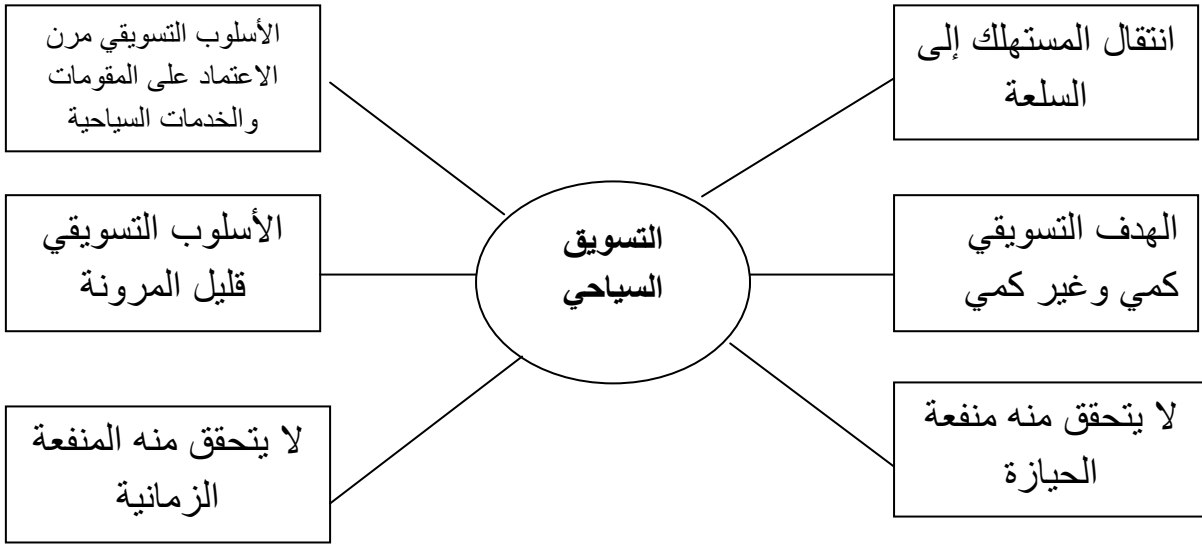 انتقال المستهلك إلى
السلعة
الأسلوب التسويقي مرن
الاعتماد على المقومات
والخدمات السياحية
التسويق
السياحي
الهدف التسويقي
كمي وغير كمي
الأسلوب التسويقي
قليل المرونة
لا يتحقق منه منفعة
الحيازة
لا يتحقق منه المنفعة
الزمانية